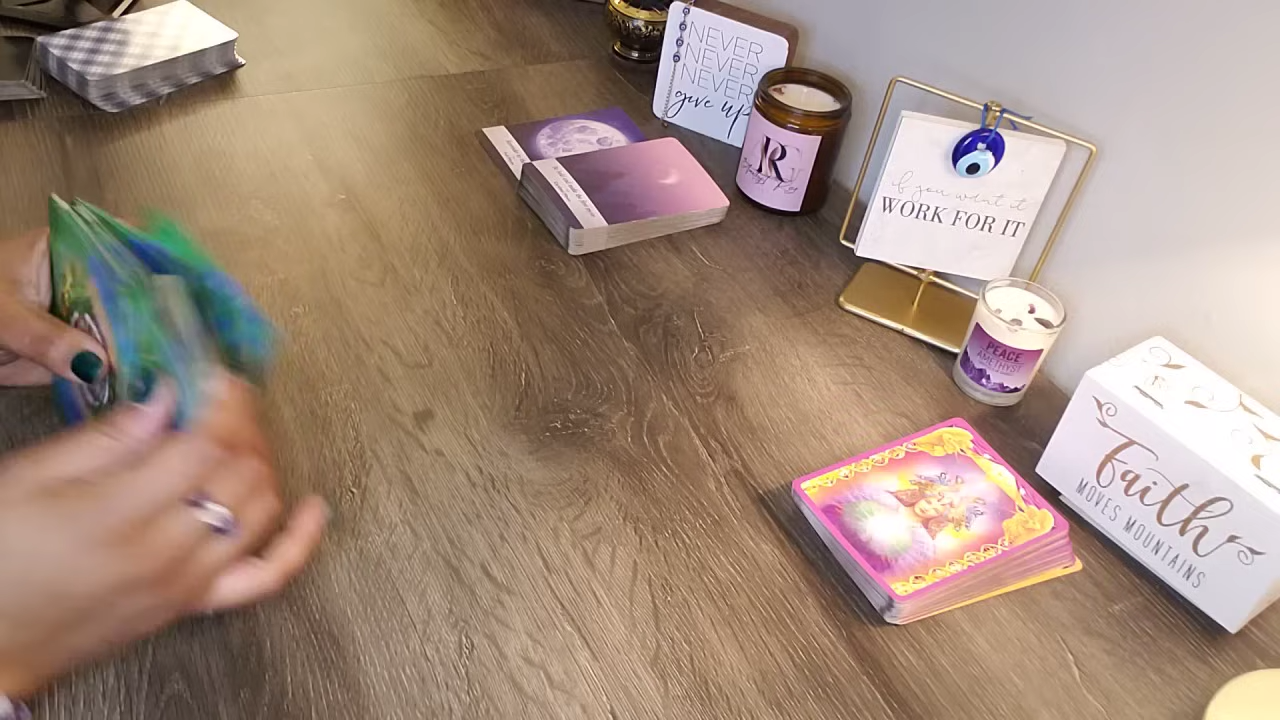 NEVER
NEVER
NEVER
give up
R
if you want it
WORK FOR IT
PEACE
AMETHYST
Faith
MOVES MOUNTAINS